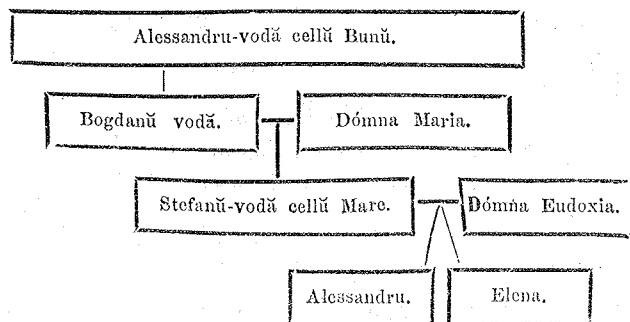 Alessandru-vodă cellŭ Bunŭ.
Bogdanŭ vodă. Dómna Maria.
Stefanŭ-vodă cellŭ Mare. Dómna Eudoxia.
Alessandru. Elena.